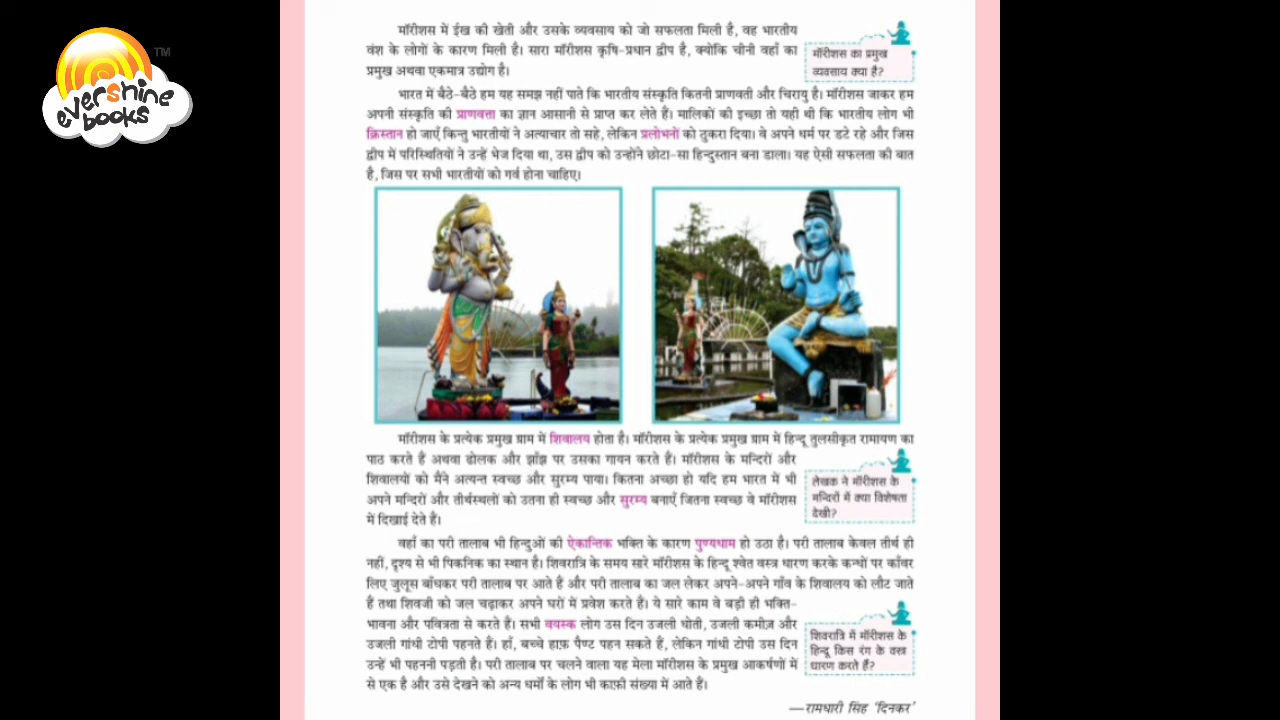 evershine
books
TM
मॉरीशस में ईख की खेती और उसके व्यवसाय को जो सफलता मिली है, वह भारतीय
वंश के लोगों के कारण मिली है। सारा मॉरीशस कृषि-प्रधान द्वीप है, क्योंकि चीनी वहाँ का
प्रमुख अथवा एकमात्र उद्योग है।
मॉरीशस का प्रमुख
व्यवसाय क्या है?
भारत में बैठे-बैठे हम यह समझ नहीं पाते कि भारतीय संस्कृति कितनी प्राणवती और चिरायु है। मॉरीशस जाकर हम
अपनी संस्कृति की प्राणवत्ता का ज्ञान आसानी से प्राप्त कर लेते हैं। मालिकों की इच्छा तो यही थी कि भारतीय लोग भी
क्रिस्तान हो जाएँ किन्तु भारतीयों ने अत्याचार तो सहे, लेकिन प्रलोभनों को ठुकरा दिया। वे अपने धर्म पर डटे रहे और जिस
द्वीप में परिस्थितियों ने उन्हें भेज दिया था, उस द्वीप को उन्होंने छोटा-सा हिन्दुस्तान बना डाला। यह ऐसी सफलता की बात
है, जिस पर सभी भारतीयों को गर्व होना चाहिए।
मॉरीशस के प्रत्येक प्रमुख ग्राम में शिवालय होता है। मॉरीशस के प्रत्येक प्रमुख ग्राम में हिन्दू तुलसीकृत रामायण का
पाठ करते हैं अथवा ढोलक और झाँझ पर उसका गायन करते हैं। मॉरीशस के मन्दिरों और
शिवालयों को मैंने अत्यन्त स्वच्छ और सुरम्य पाया। कितना अच्छा हो यदि हम भारत में भी
अपने मन्दिरों और तीर्थस्थलों को उतना ही स्वच्छ और सुरम्य बनाएँ जितना स्वच्छ वे मॉरीशस
में दिखाई देते हैं।
लेखक ने मॉरीशस के
मन्दिरों में क्या विशेषता
देखी?
वहाँ का परी तालाब भी हिन्दुओं की ऐकान्तिक भक्ति के कारण पुण्यधाम हो उठा है। परी तालाब केवल तीर्थ ही
नहीं, दृश्य से भी पिकनिक का स्थान है। शिवरात्रि के समय सारे मॉरीशस के हिन्दू श्वेत वस्त्र धारण करके कन्धों पर काँवर
लिए जुलूस बाँधकर परी तालाब पर आते हैं और परी तालाब का जल लेकर अपने-अपने गाँव के शिवालय को लौट जाते
हैं तथा शिवजी को जल चढ़ाकर अपने घरों में प्रवेश करते हैं। ये सारे काम वे बड़ी ही भक्ति-
भावना और पवित्रता से करते हैं। सभी वयस्क लोग उस दिन उजली धोती, उजली कमीज़ और
उजली गांधी टोपी पहनते हैं। हाँ, बच्चे हाफ़ पैण्ट पहन सकते हैं, लेकिन गांधी टोपी उस दिन
उन्हें भी पहननी पड़ती है। परी तालाब पर चलने वाला यह मेला मॉरीशस के प्रमुख आकर्षणों में
से एक है और उसे देखने को अन्य धर्मों के लोग भी काफ़ी संख्या में आते हैं।
शिवरात्रि में मॉरीशस के
हिन्दू किस रंग के वस्त्र
धारण करते हैं?
—रामधारी सिंह 'दिनकर'